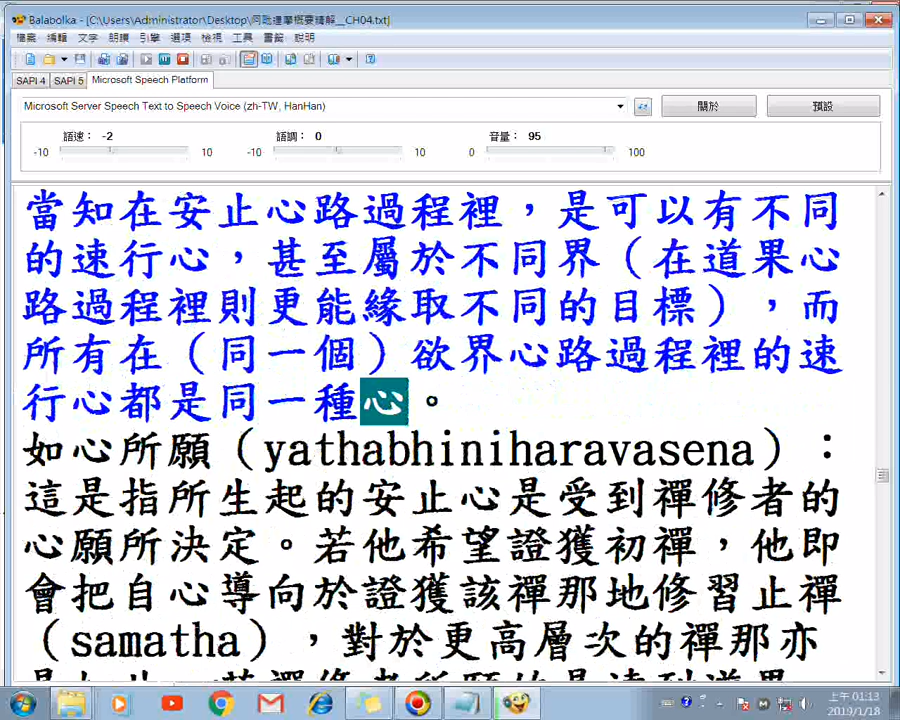 Balabolka - [C:\Users\Administrator\Desktop\阿毗達摩概要精解__CH04.txt]
檔案 編輯 文字 朗讀 引擎 選項 檢視 工具 書籤 說明
SAPI 4 SAPI 5 Microsoft Speech Platform
Microsoft Server Speech Text to Speech Voice (zh-TW, HanHan) 關於 預設
語速： -2 語調： 0 音量： 95
-10 10 -10 10 0 100
當知在安止心路過程裡，是可以有不同
的速行心，甚至屬於不同界（在道果心
路過程裡則更能緣取不同的目標），而
所有在（同一個）欲界心路過程裡的速
行心都是同一種心。
如心所願（yathabhiniharavasena）：
這是指所生起的安止心是受到禪修者的
心願所決定。若他希望證獲初禪，他即
會把自心導向於證獲該禪那地修習止禪
（samatha），對於更高層次的禪那亦
上午 01:13
2019/1/18